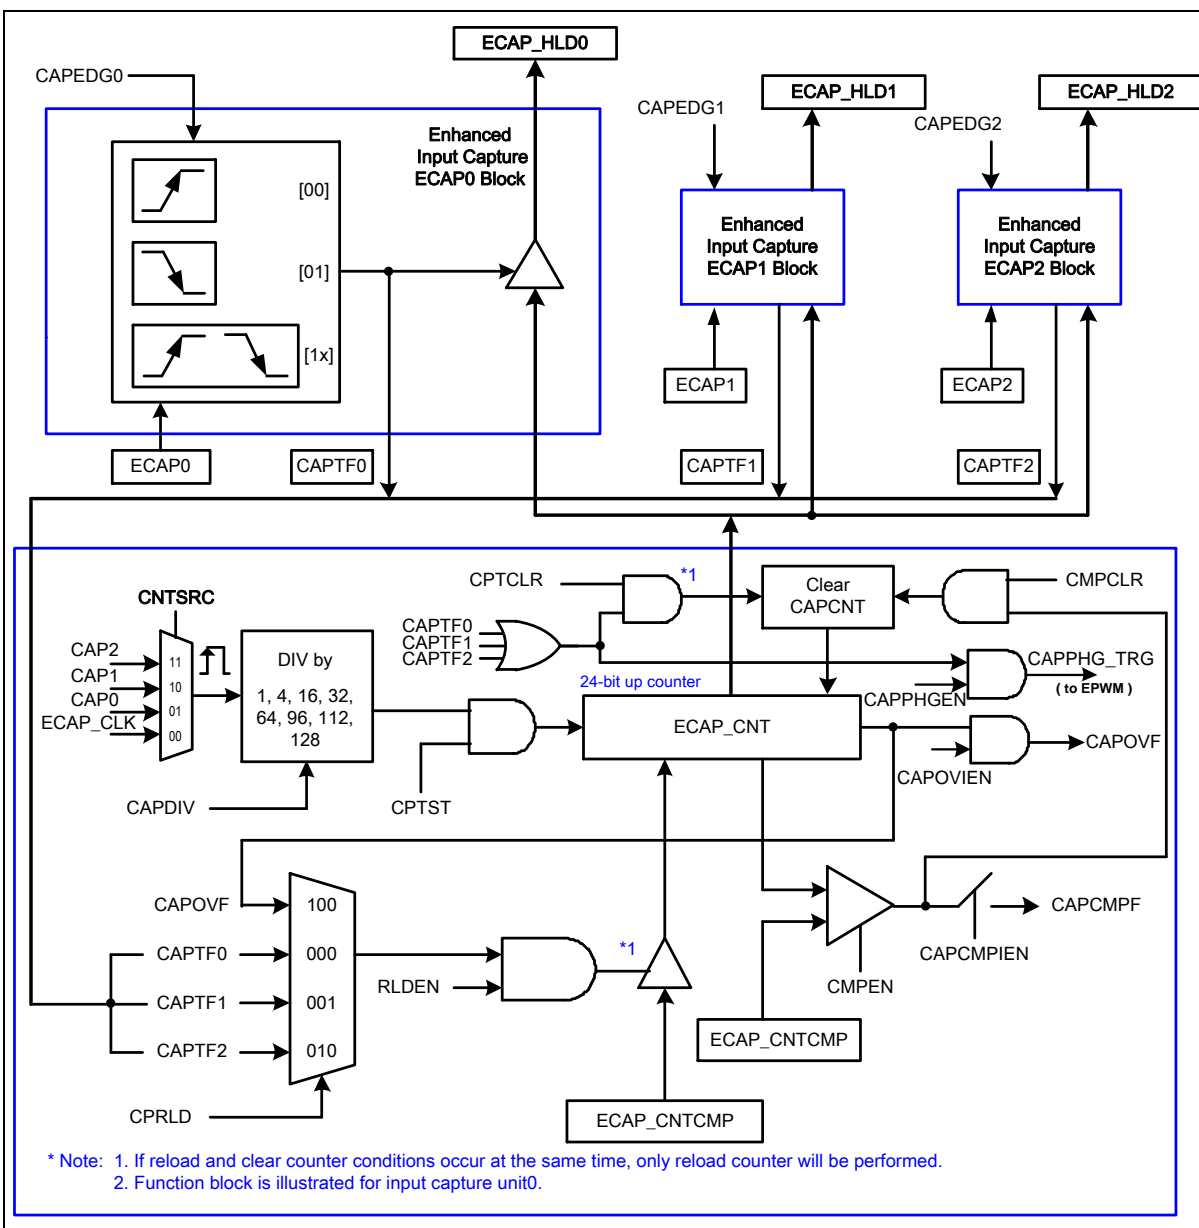 ECAP_HLD0
CAPEDG0
ECAP_HLD1
ECAP_HLD2
CAPEDG1
CAPEDG2
Enhanced
Input Capture
ECAP0 Block
[00]
[01]
[1x]
Enhanced
Input Capture
ECAP1 Block
Enhanced
Input Capture
ECAP2 Block
ECAP1
ECAP2
ECAP0
CAPTF0
CAPTF1
CAPTF2
CPTCLR
*1
Clear
CAPCNT
CMPCLR
CNTSRC
CAPTF0
CAPTF1
CAPTF2
CAP2
CAP1
CAP0
ECAP_CLK
11
10
01
00
DIV by
1, 4, 16, 32,
64, 96, 112,
128
24-bit up counter
ECAP_CNT
CAPPHG_TRG
( to EPWM )
CAPPHGEN
CAPOVF
CAPOVIEN
CAPDIV
CPTST
CAPOVF
CAPTF0
CAPTF1
CAPTF2
100
000
001
010
RLDEN
*1
CAPCMPF
CAPCMPIEN
CMPEN
ECAP_CNTCMP
CPRLD
ECAP_CNTCMP
* Note: 1. If reload and clear counter conditions occur at the same time, only reload counter will be performed.
2. Function block is illustrated for input capture unit0.